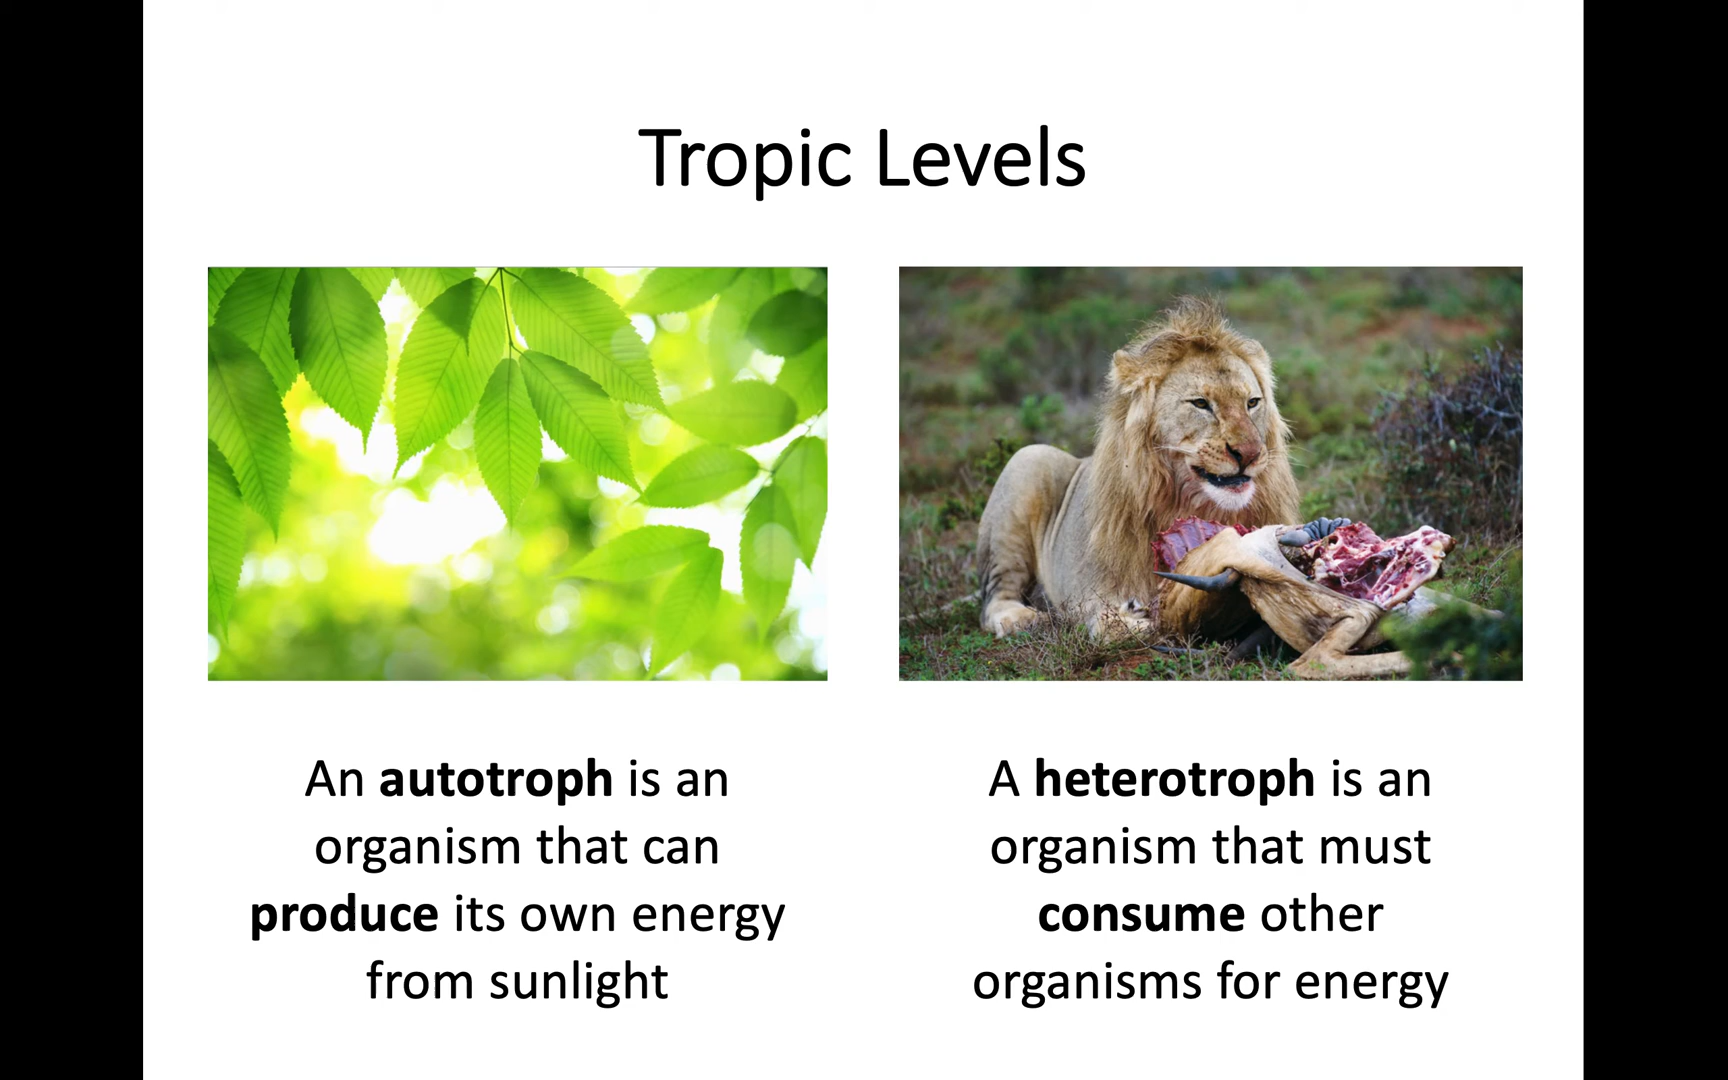 Tropic Levels
An autotroph is an
organism that can
produce its own energy
from sunlight
A heterotroph is an
organism that must
consume other
organisms for energy